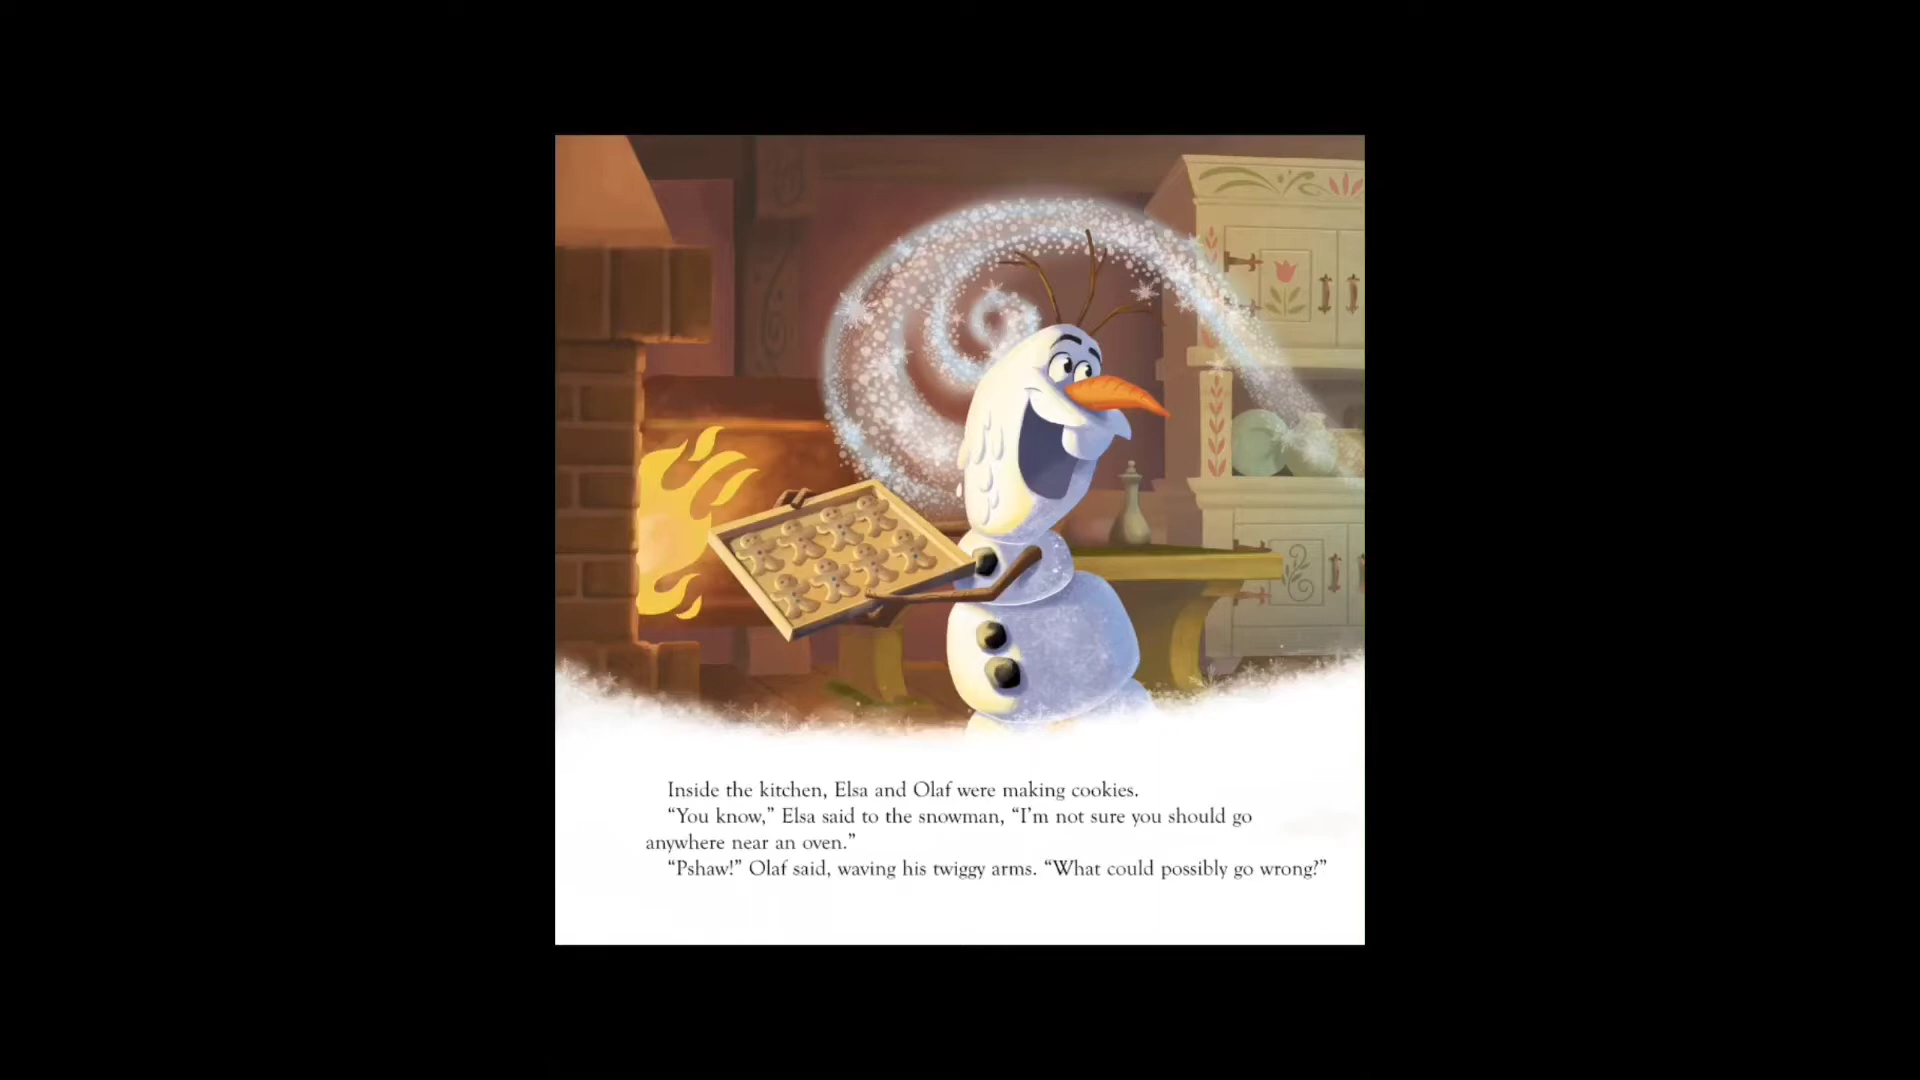 Inside the kitchen, Elsa and Olaf were making cookies.
“You know,” Elsa said to the snowman, “I’m not sure you should go
anywhere near an oven.”
“Pshaw!” Olaf said, waving his twiggy arms. “What could possibly go wrong?”